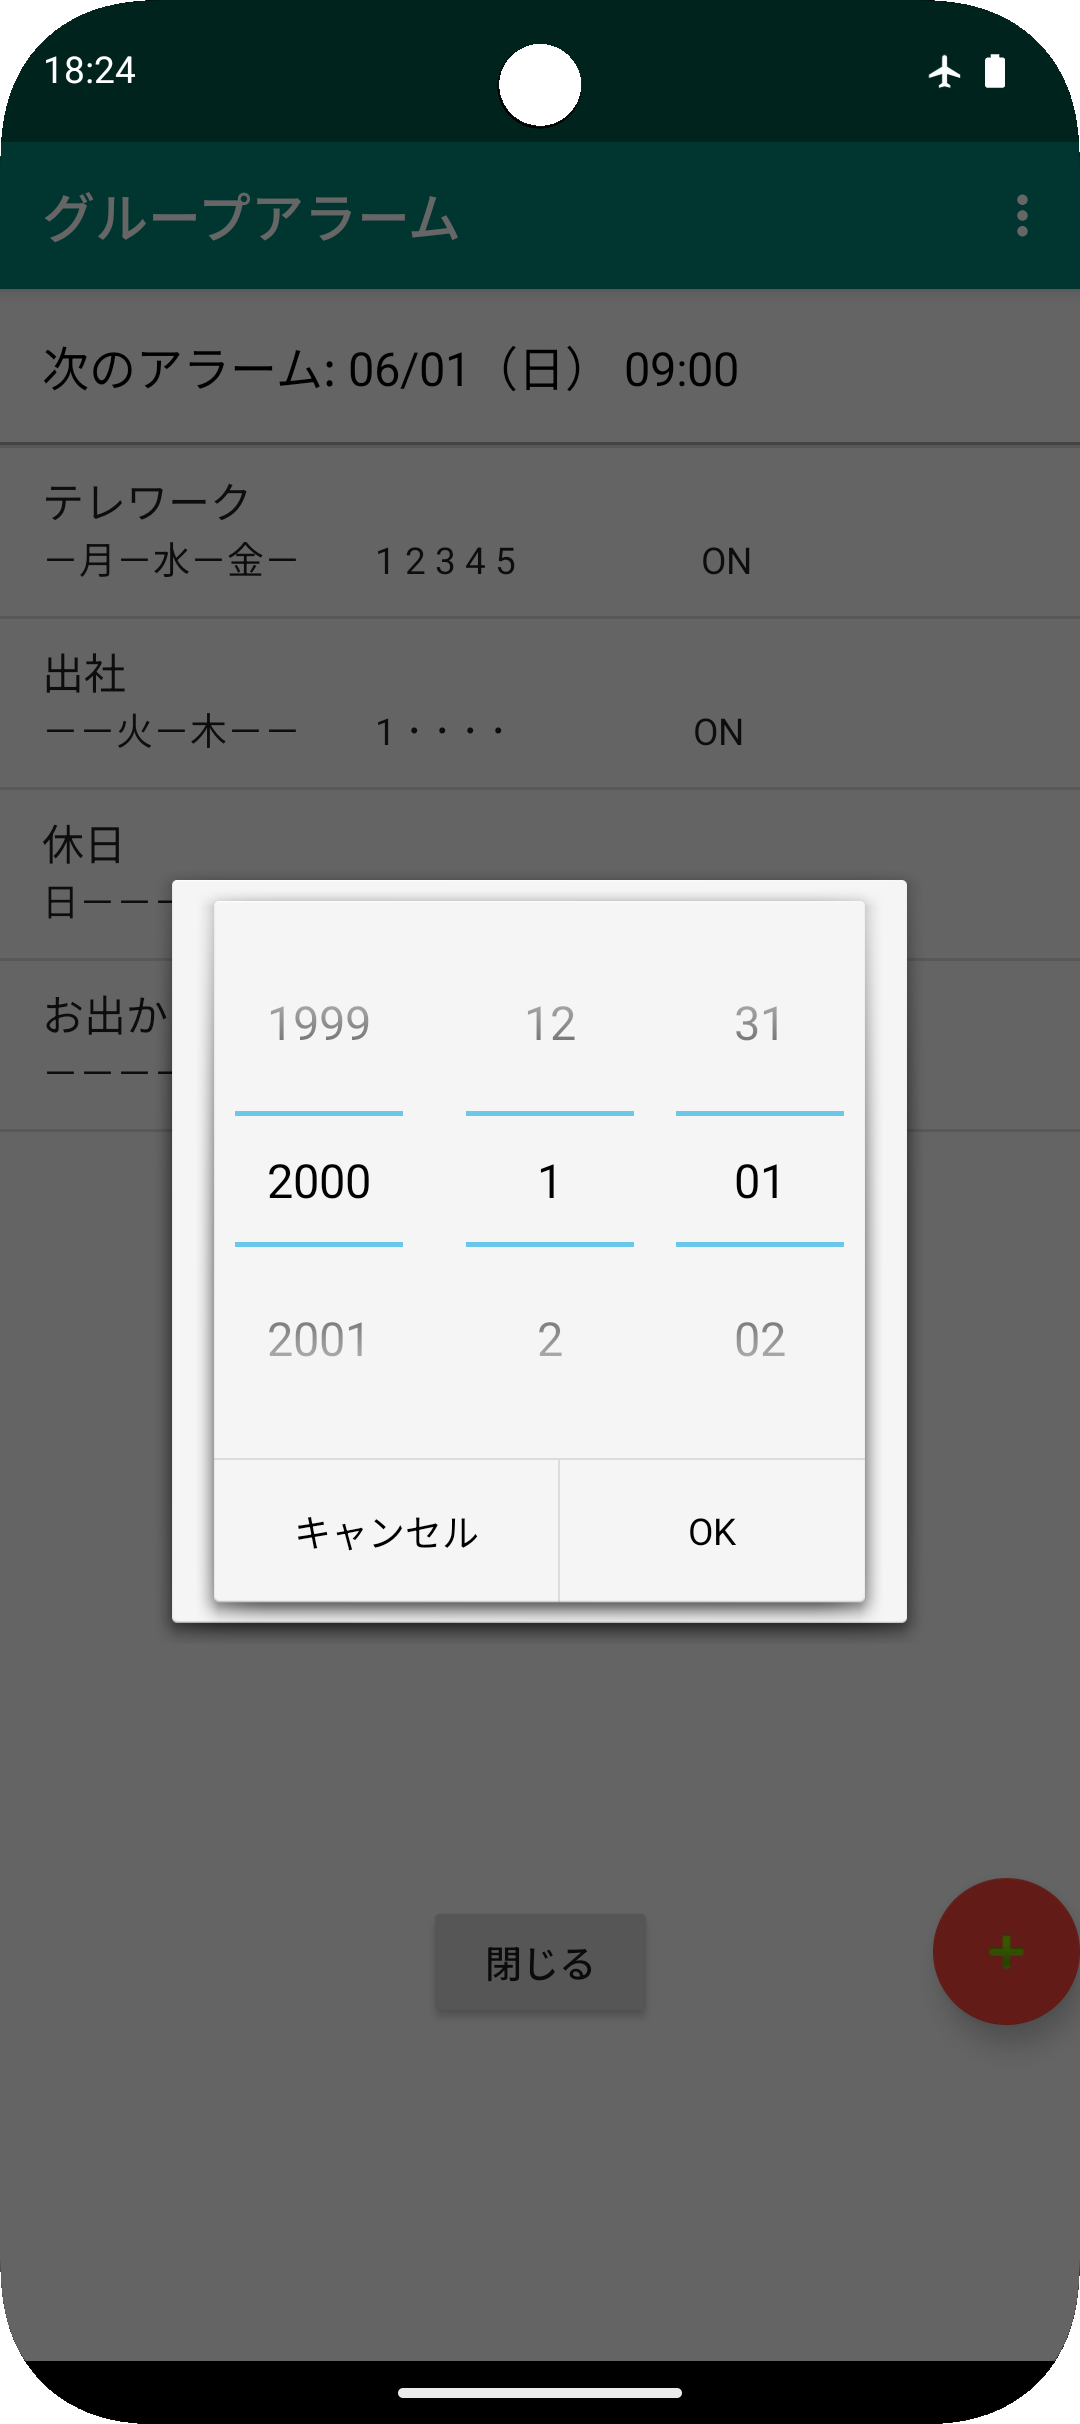 18:24
グループアラーム
次のアラーム: 06/01（日） 09:00
テレワーク
ー月ー水ー金ー 1 2 3 4 5 ON
出社
ーー火ー木ーー 1・・・・ ON
休日
日ーーー
お出か
ーーーー
1999 12 31
2000 1 01
2001 2 02
キャンセル OK
閉じる
+